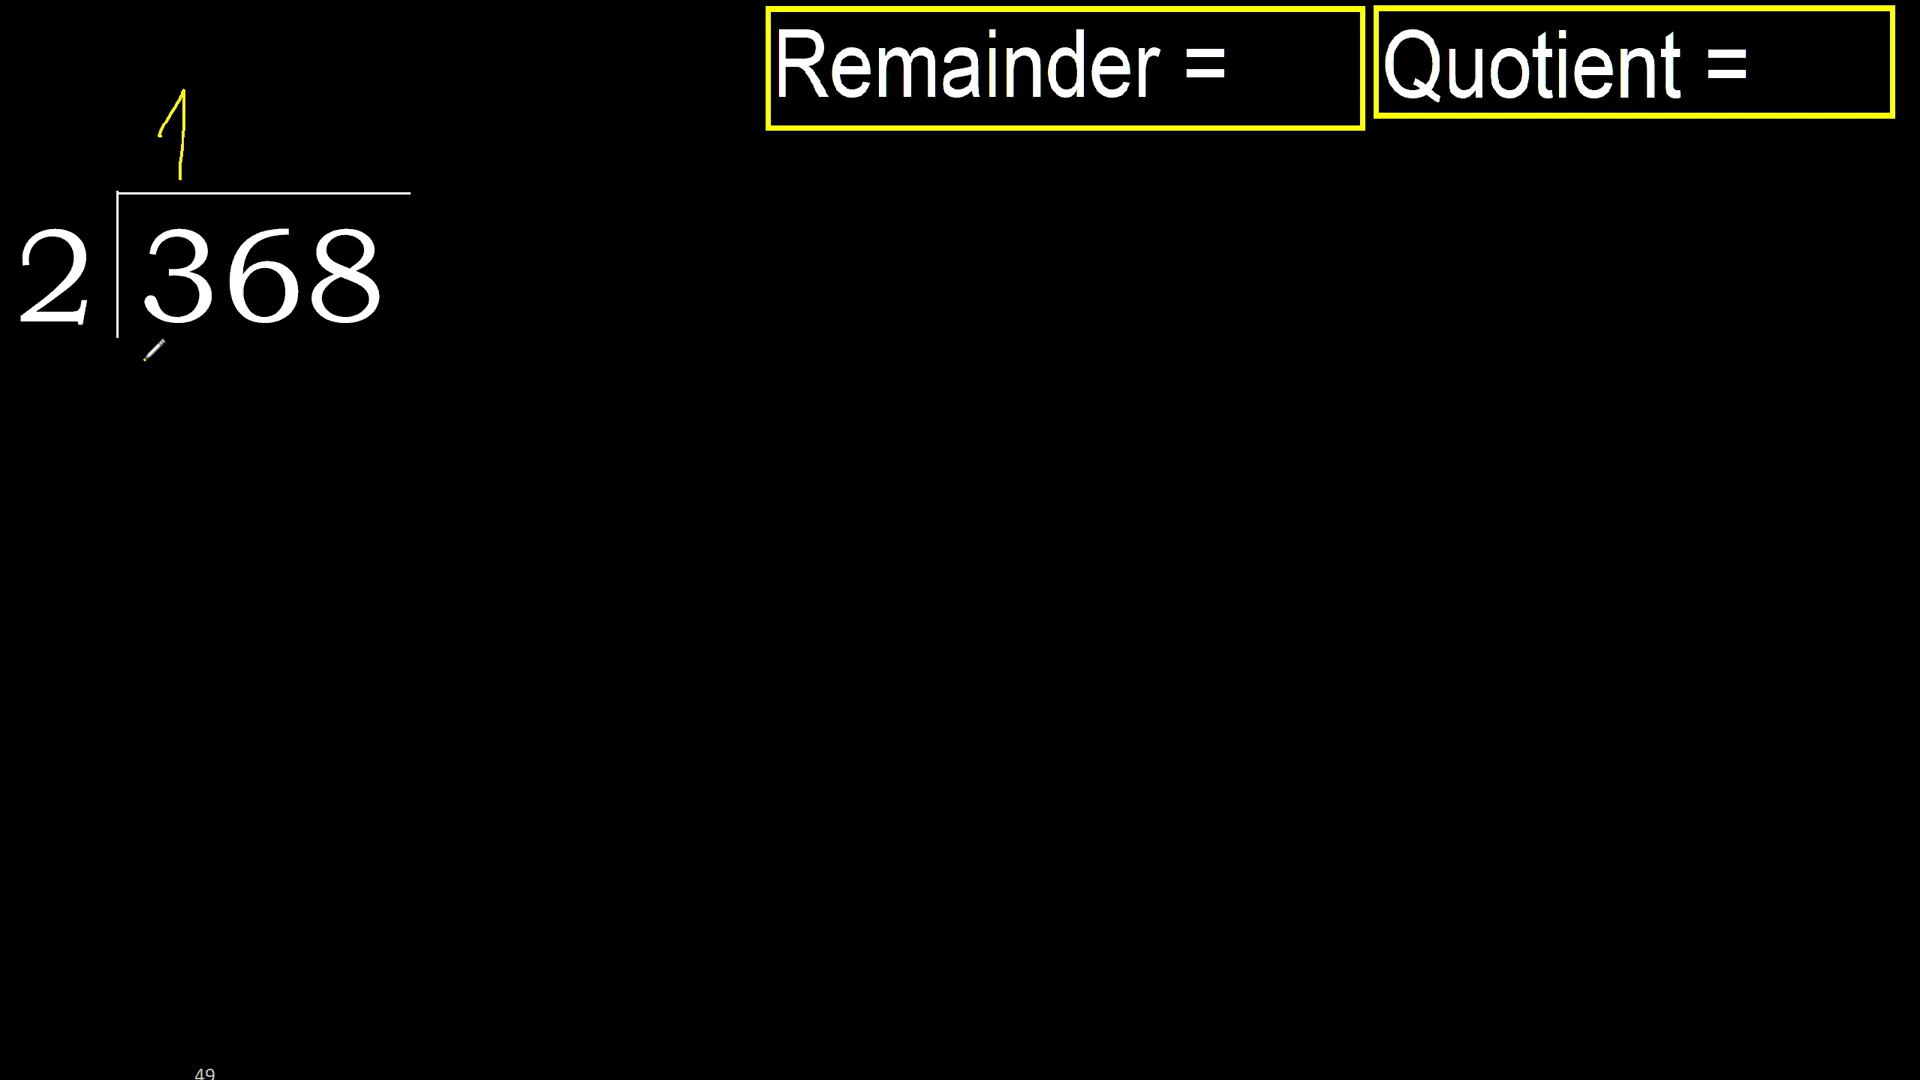 Remainder = Quotient =
1
2 368
49